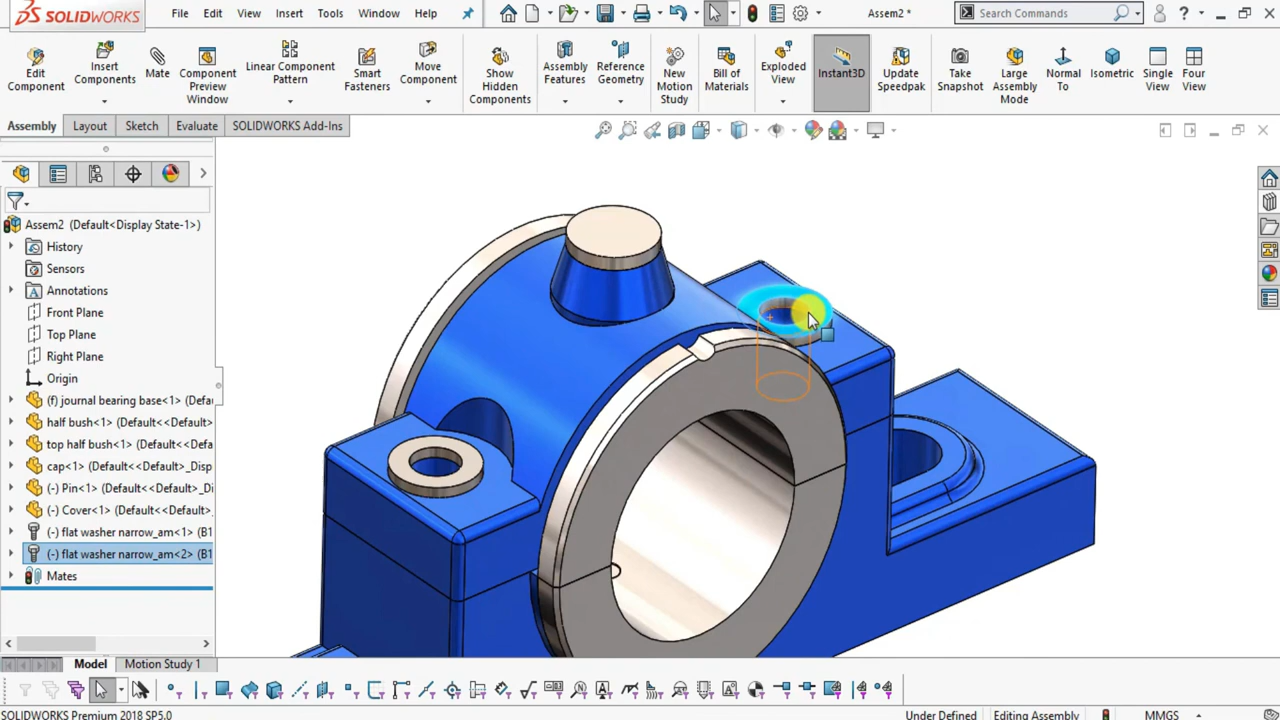 SOLIDWORKS File Edit View Insert Tools Window Help Assem2 * Search Commands
Edit Component
Insert Components
Mate
Component Preview Window
Linear Component Pattern
Smart Fasteners
Move Component
Show Hidden Components
Assembly Features
Reference Geometry
New Motion Study
Bill of Materials
Exploded View
Instant3D
Update Speedpak
Take Snapshot
Large Assembly Mode
Normal To
Isometric
Single View
Four View
Assembly Layout Sketch Evaluate SOLIDWORKS Add-Ins
Assem2 (Default<Display State-1>)
History
Sensors
Annotations
Front Plane
Top Plane
Right Plane
Origin
(f) journal bearing base<1> (Defau
half bush<1> (Default<<Default>_
top half bush<1> (Default<<Defa
cap<1> (Default<<Default>_Disp
(-) Pin<1> (Default<<Default>_Di
(-) Cover<1> (Default<<Default>.
(-) flat washer narrow_am<1> (B1
(-) flat washer narrow_am<2> (B1
Mates
Model Motion Study 1
SOLIDWORKS Premium 2018 SP5.0 Under Defined Editing Assembly MMGS